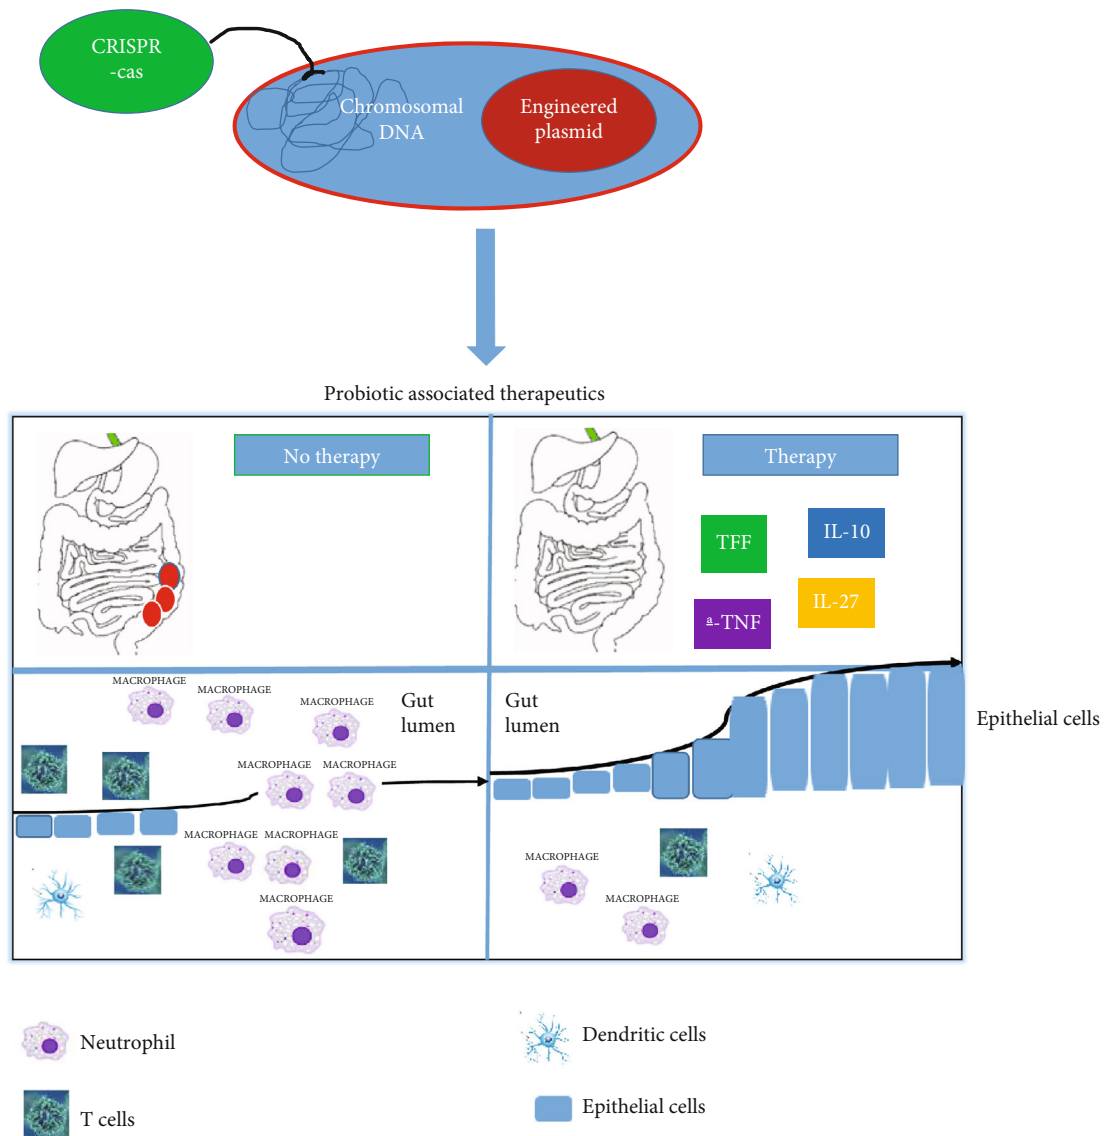 CRISPR
-cas
Chromosomal
DNA
Engineered
plasmid
Probiotic associated therapeutics
No therapy
Therapy
TFF
IL-10
a-TNF
IL-27
MACROPHAGE
MACROPHAGE
MACROPHAGE
Gut
lumen
Gut
lumen
Epithelial cells
MACROPHAGE
MACROPHAGE
MACROPHAGE
MACROPHAGE
MACROPHAGE
MACROPHAGE
MACROPHAGE
Neutrophil
Dendritic cells
T cells
Epithelial cells